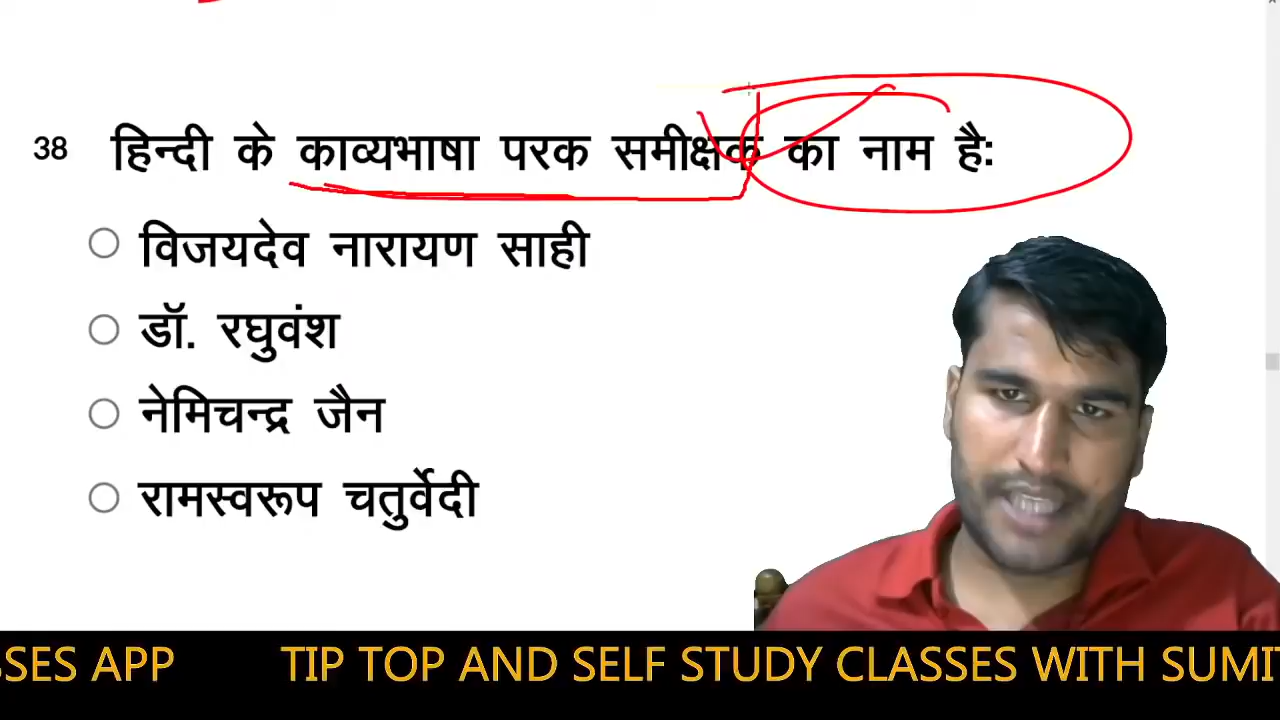 38 हिन्दी के काव्यभाषा परक समीक्षक का नाम है:
विजयदेव नारायण साही
डॉ. रघुवंश
नेमिचन्द्र जैन
रामस्वरूप चतुर्वेदी
SSES APP TIP TOP AND SELF STUDY CLASSES WITH SUMIT